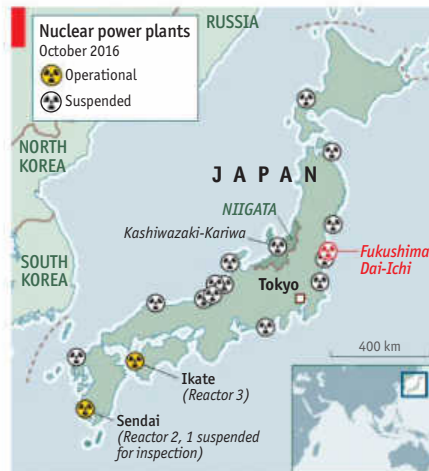 Nuclear power plants
October 2016
Operational
Suspended
RUSSIA
NORTH
KOREA
JAPAN
NIIGATA
Kashiwazaki-Kariwa
SOUTH
KOREA
Fukushima
Dai-Ichi
Tokyo
400 km
Ikate
(Reactor 3)
Sendai
(Reactor 2, 1 suspended
for inspection)